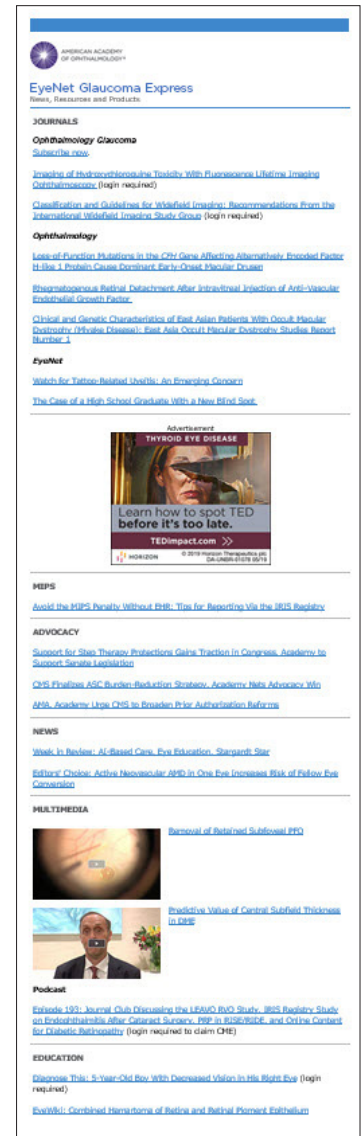 AMERICAN ACADEMY
OF OPHTHALMOLOGY®
EyeNet Glaucoma Express
News, Resources and Products
JOURNALS
Ophthalmology Glaucoma
Subscribe now.
Imaging of Hydroxychloroquine Toxicity With Fluorescence Lifetime Imaging
Ophthalmoscopy (login required)
Classification and Guidelines for Widefield Imaging: Recommendations From the
International Widefield Imaging Study Group (login required)
Ophthalmology
Loss-of-Function Mutations in the CFH Gene Affecting Alternatively Encoded Factor
H-like 1 Protein Cause Dominant Early-Onset Macular Drusen
Rhegmatogenous Retinal Detachment After Intravitreal Injection of Anti-Vascular
Endothelial Growth Factor
Clinical and Genetic Characteristics of East Asian Patients With Occult Macular
Dystrophy (Miyake Disease): East Asia Occult Macular Dystrophy Studies Report
Number 1
EyeNet
Watch for Tattoo-Related Uveitis: An Emerging Concern
The Case of a High School Graduate With a New Blind Spot
Advertisement
THYROID EYE DISEASE
Learn how to spot TED
before it's too late.
TEDimpact.com >>
HORIZON
© 2019 Horizon Therapeutics plc
DA-UNBR-01078 05/19
MIPS
Avoid the MIPS Penalty Without EHR: Tips for Reporting Via the IRIS Registry
ADVOCACY
Support for Step Therapy Protections Gains Traction in Congress, Academy to
Support Senate Legislation
CMS Finalizes ASC Burden-Reduction Strategy, Academy Nets Advocacy Win
AMA, Academy Urge CMS to Broaden Prior Authorization Reforms
NEWS
Week in Review: AI-Based Care, Eye Education, Stargardt Star
Editors' Choice: Active Neovascular AMD in One Eye Increases Risk of Fellow Eye
Conversion
MULTIMEDIA
Removal of Retained Subfoveal PFO
Predictive Value of Central Subfield Thickness
in DME
Podcast
Episode 193: Journal Club Discussing the LEAVO RVO Study, IRIS Registry Study
on Endophthalmitis After Cataract Surgery, PRP in RISE/RIDE, and Online Content
for Diabetic Retinopathy (login required to claim CME)
EDUCATION
Diagnose This: 5-Year-Old Boy With Decreased Vision in His Right Eye (login
required)
EyeWiki: Combined Hamartoma of Retina and Retinal Pigment Epithelium